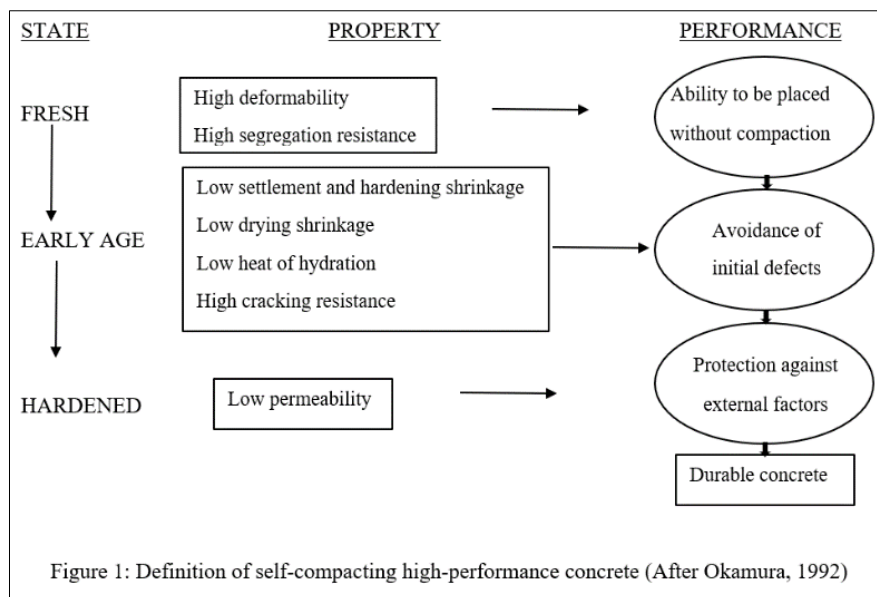 STATE
PROPERTY
PERFORMANCE
FRESH
High deformability
High segregation resistance
Ability to be placed
without compaction
EARLY AGE
Low settlement and hardening shrinkage
Low drying shrinkage
Low heat of hydration
High cracking resistance
Avoidance of
initial defects
HARDENED
Low permeability
Protection against
external factors
Durable concrete
Figure 1: Definition of self-compacting high-performance concrete (After Okamura, 1992)